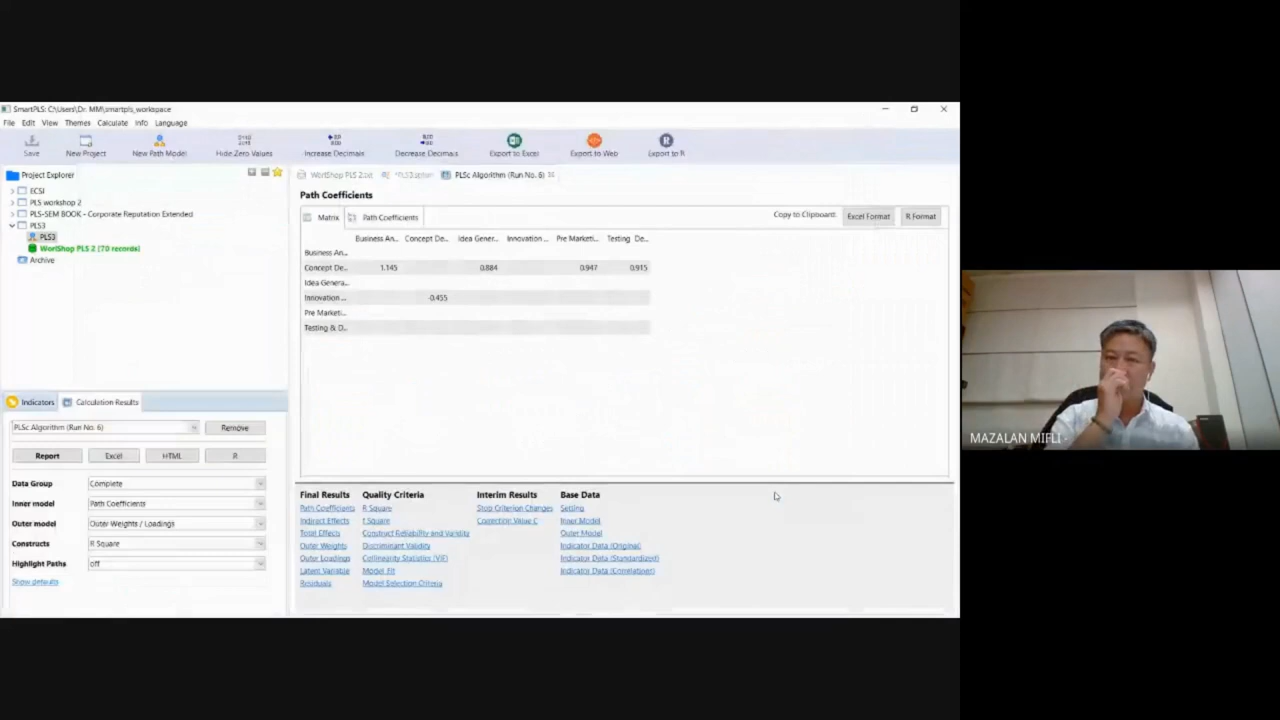 SmartPLS: C:\Users\Dr. MM\smartpls_workspace
File Edit View Themes Calculate Info Language
Save New Project New Path Model Hide Zero Values Increase Decimals Decrease Decimals Export to Excel Export to Web Export to R
Project Explorer
ECSI
PLS workshop 2
PLS-SEM BOOK - Corporate Reputation Extended
PLS3
PLS3
WorlShop PLS 2 [70 records]
Archive
WorlShop PLS 2.txt *PLS3.splsm PLSc Algorithm (Run No. 6)
Path Coefficients
Matrix Path Coefficients Copy to Clipboard: Excel Format R Format
Business An... Concept De... Idea Gener... Innovation ... Pre Marketi... Testing De...
Business An...
Concept De... 1.145 0.884 0.947 0.915
Idea Genera...
Innovation ... -0.455
Pre Marketi...
Testing & D...
Indicators Calculation Results
PLSc Algorithm (Run No. 6) Remove
Report Excel HTML R
Data Group Complete
Inner model Path Coefficients
Outer model Outer Weights / Loadings
Constructs R Square
Highlight Paths off
Show defaults
Final Results Quality Criteria Interim Results Base Data
Path Coefficients R Square Stop Criterion Changes Setting
Indirect Effects f Square Correction Value C Inner Model
Total Effects Construct Reliability and Validity Outer Model
Outer Weights Discriminant Validity Indicator Data (Original)
Outer Loadings Collinearity Statistics (VIF) Indicator Data (Standardized)
Latent Variable Model Fit Indicator Data (Correlations)
Residuals Model Selection Criteria
MAZALAN MIFLI -